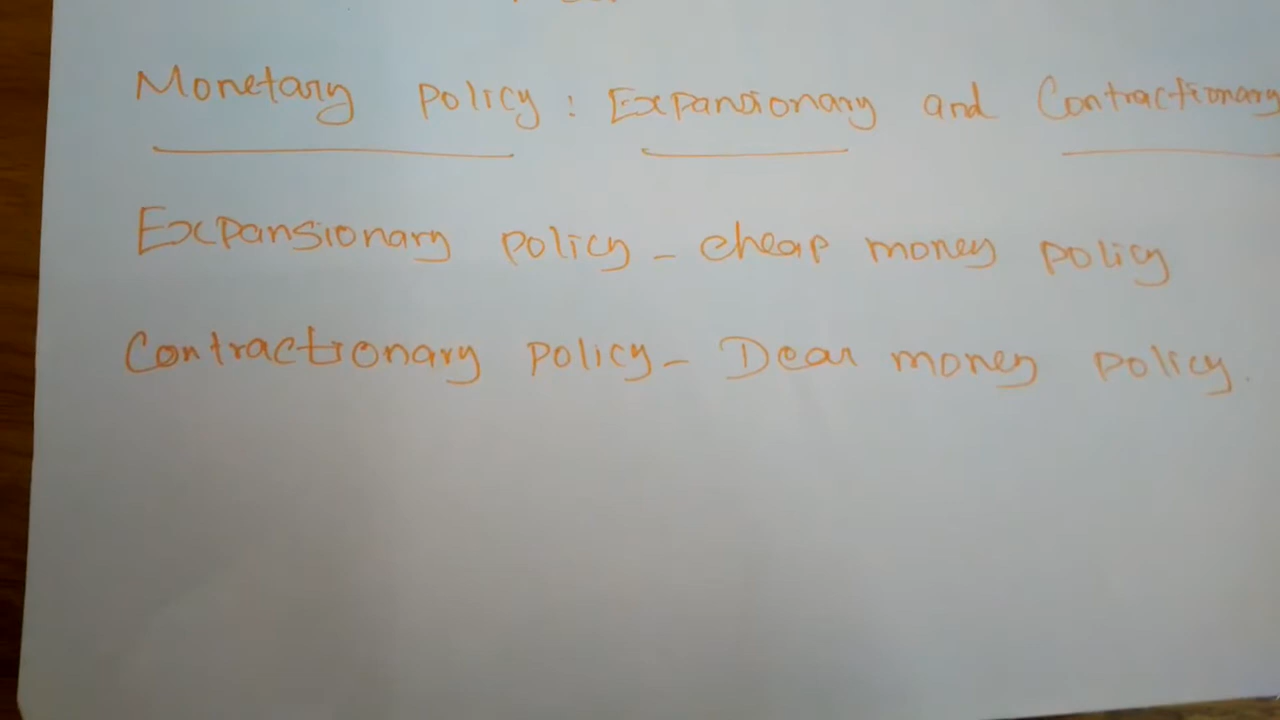 Monetary policy : Expansionary and Contractionary
Expansionary policy - cheap money policy
Contractionary policy - Dear money policy.